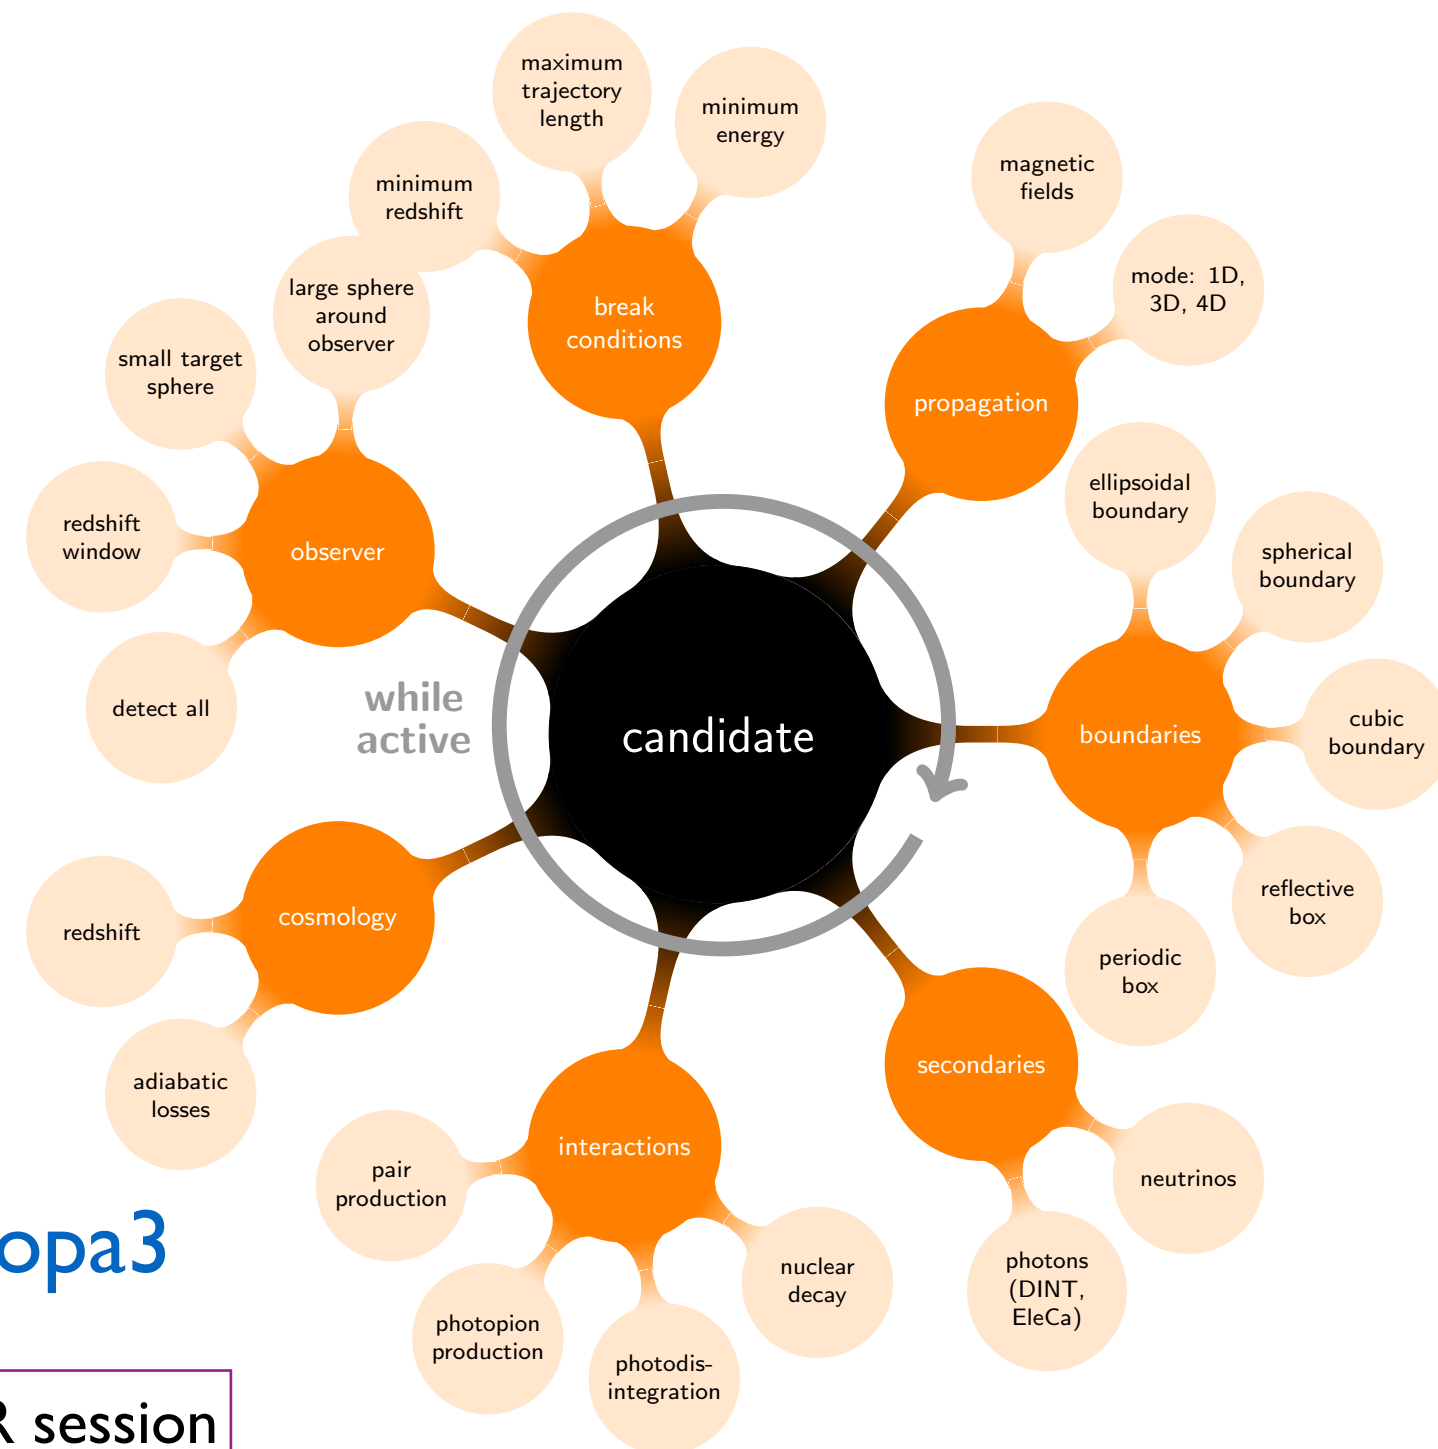 maximum
trajectory
length
minimum
energy
minimum
redshift
magnetic
fields
mode: 1D,
3D, 4D
large sphere
around
observer
break
conditions
small target
sphere
propagation
ellipsoidal
boundary
redshift
window
observer
spherical
boundary
detect all
while
active
candidate
boundaries
cubic
boundary
redshift
cosmology
reflective
box
periodic
box
adiabatic
losses
secondaries
interactions
pair
production
neutrinos
opa3
photons
(DINT,
EleCa)
nuclear
decay
photopion
production
photodis-
integration
R session